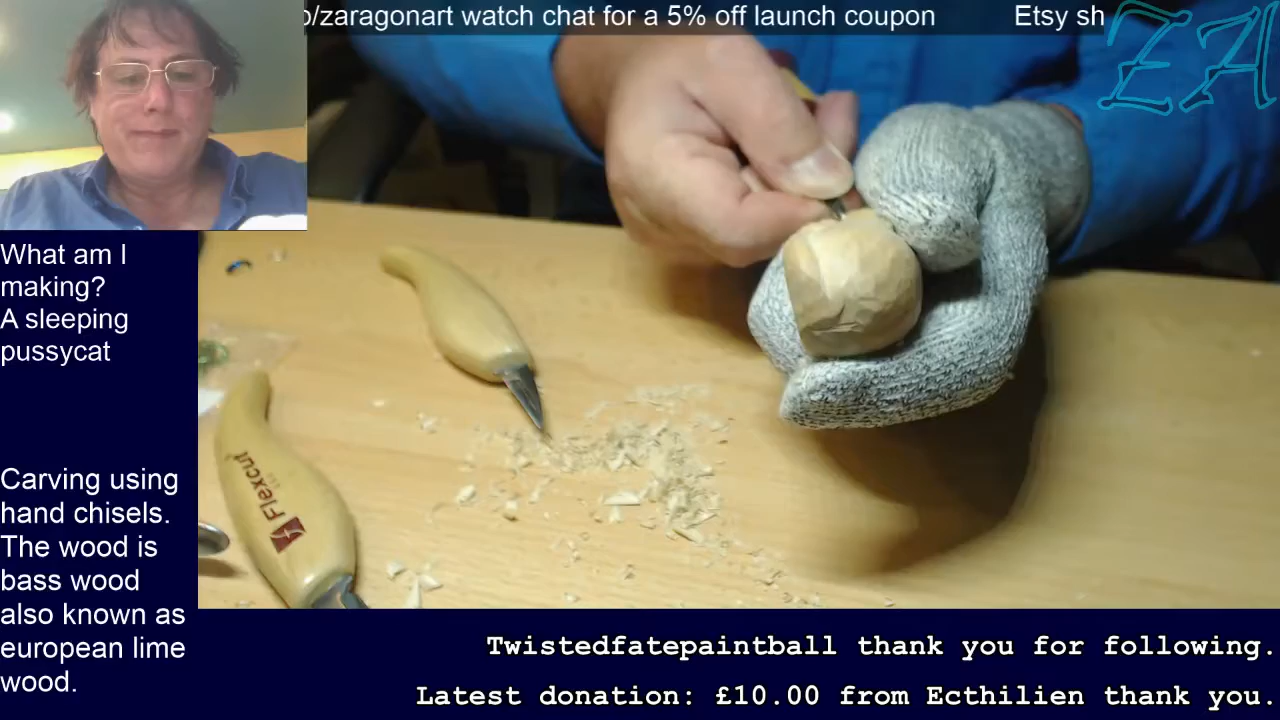 o/zaragonart watch chat for a 5% off launch coupon Etsy sh
ZA
What am I
making?
A sleeping
pussycat
Carving using
hand chisels.
The wood is
bass wood
also known as
european lime
wood.
Flexcut
Twistedfatepaintball thank you for following.
Latest donation: £10.00 from Ecthilien thank you.